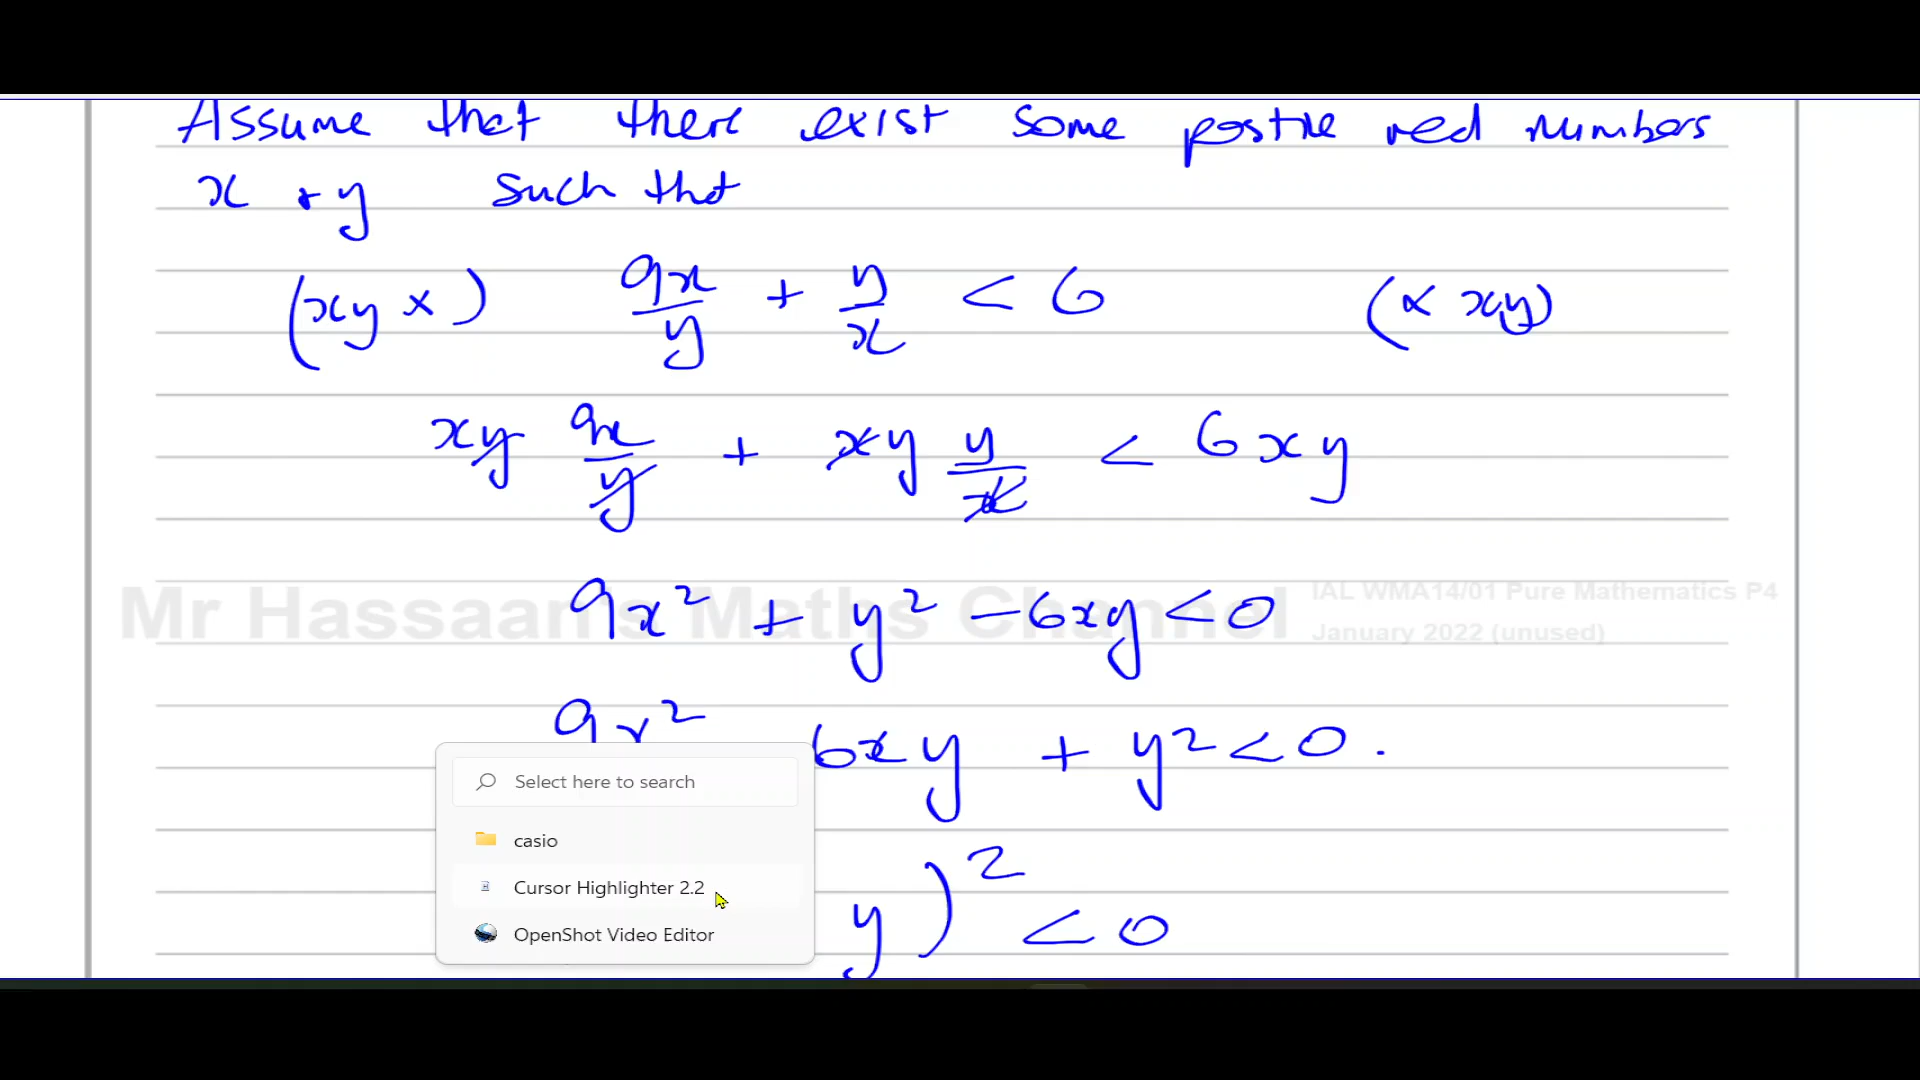 Assume that there exist some postive real numbers
x + y such that
(xy ×) 9x/y + y/x < 6 (× xy)
xy 9x/y + xy y/x < 6xy
9x² + y² - 6xy < 0
Mr Hassaan's Maths Channel
IAL WMA14/01 Pure Mathematics P4
January 2022 (unused)
9x² 6xy + y² < 0.
y)² < 0
Select here to search
casio
Cursor Highlighter 2.2
OpenShot Video Editor